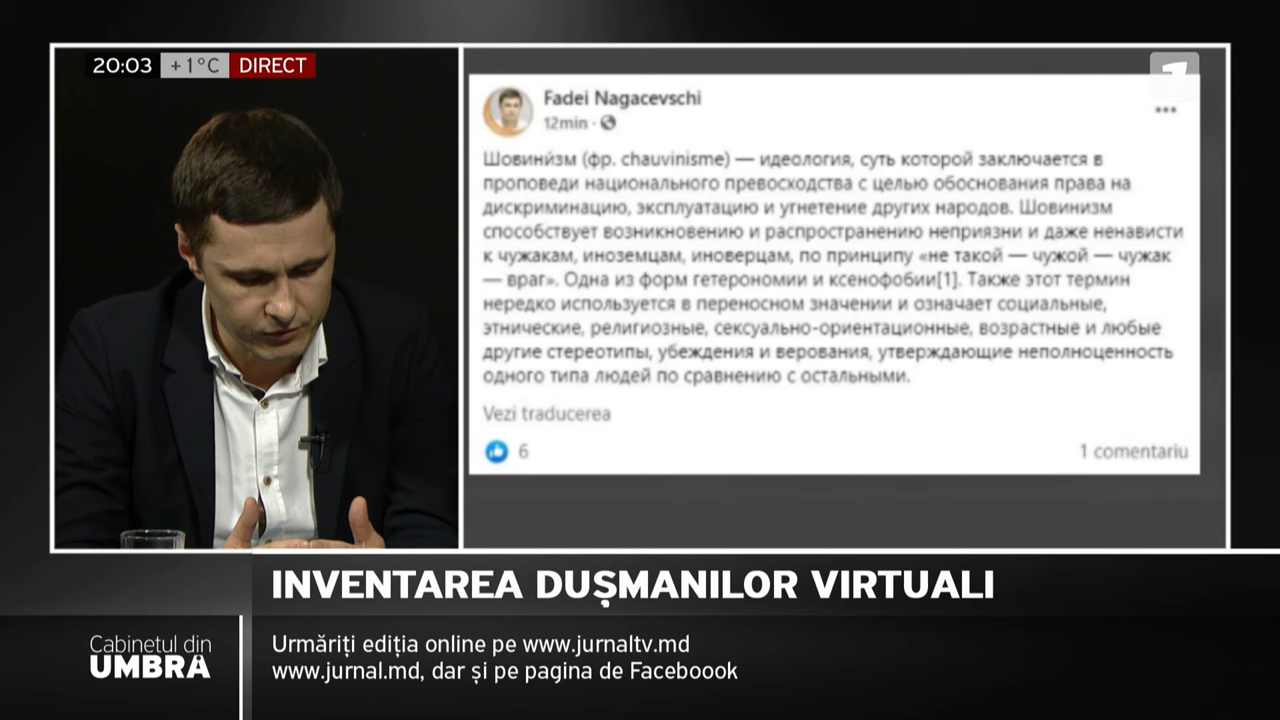 20:03 +1°C DIRECT
Fadei Nagacevschi
12min
Шовини́зм (фр. chauvinisme) — идеология, суть которой заключается в
проповеди национального превосходства с целью обоснования права на
дискриминацию, эксплуатацию и угнетение других народов. Шовинизм
способствует возникновению и распространению неприязни и даже ненависти
к чужакам, иноземцам, иноверцам, по принципу «не такой — чужой — чужак
— враг». Одна из форм гетерономии и ксенофобии[1]. Также этот термин
нередко используется в переносном значении и означает социальные,
этнические, религиозные, сексуально-ориентационные, возрастные и любые
другие стереотипы, убеждения и верования, утверждающие неполноценность
одного типа людей по сравнению с остальными.
Vezi traducerea
6
1 comentariu
INVENTAREA DUȘMANILOR VIRTUALI
Cabinetul din
UMBRĂ
Urmăriți ediția online pe www.jurnaltv.md
www.jurnal.md, dar și pe pagina de Faceboook